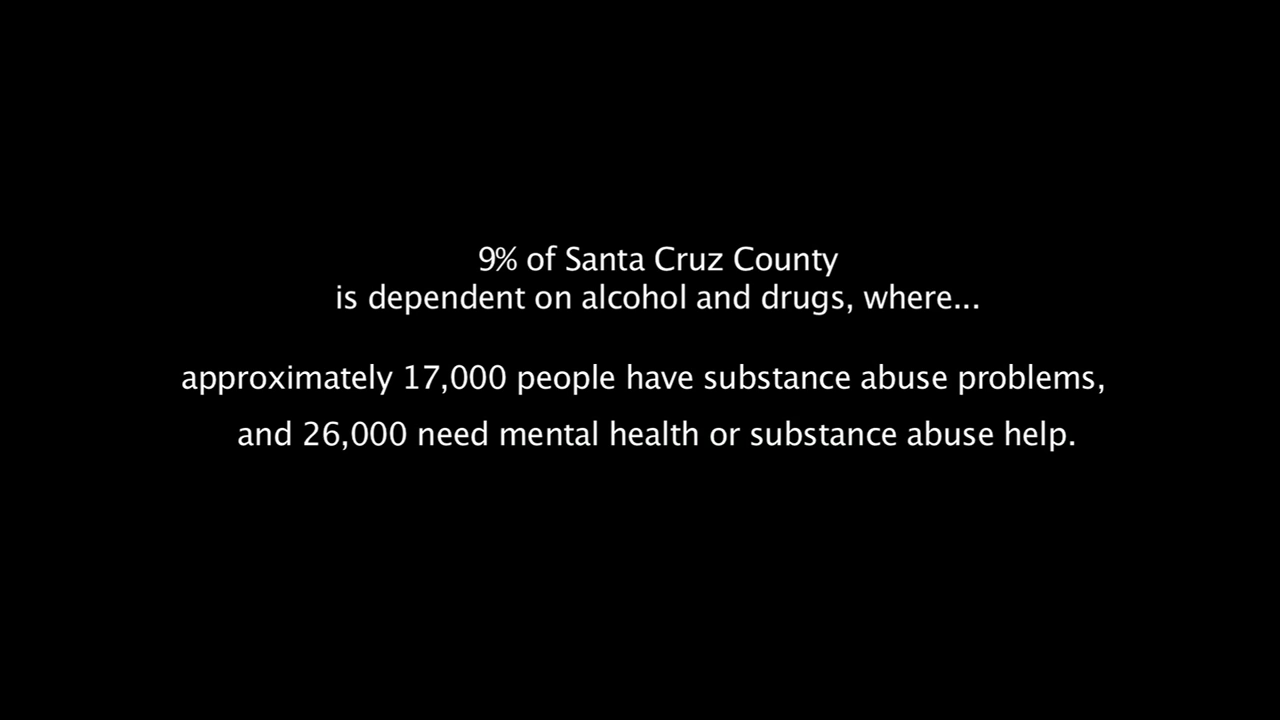 9% of Santa Cruz County
is dependent on alcohol and drugs, where...
approximately 17,000 people have substance abuse problems,
and 26,000 need mental health or substance abuse help.